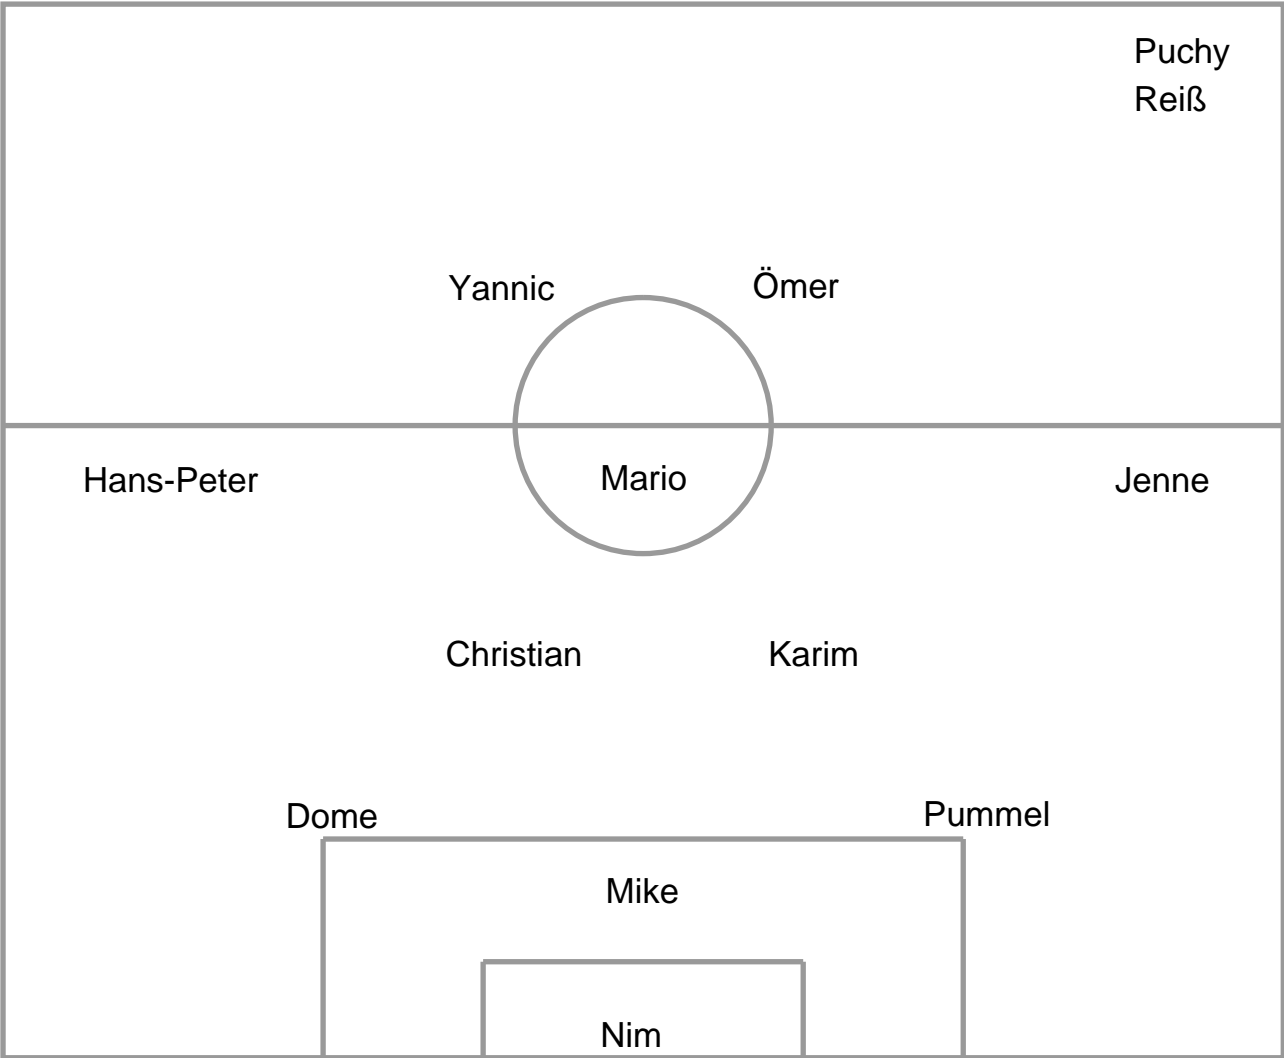 Puchy
Reiß
Yannic
Ömer
Hans-Peter
Mario
Jenne
Christian
Karim
Dome
Pummel
Mike
Nim